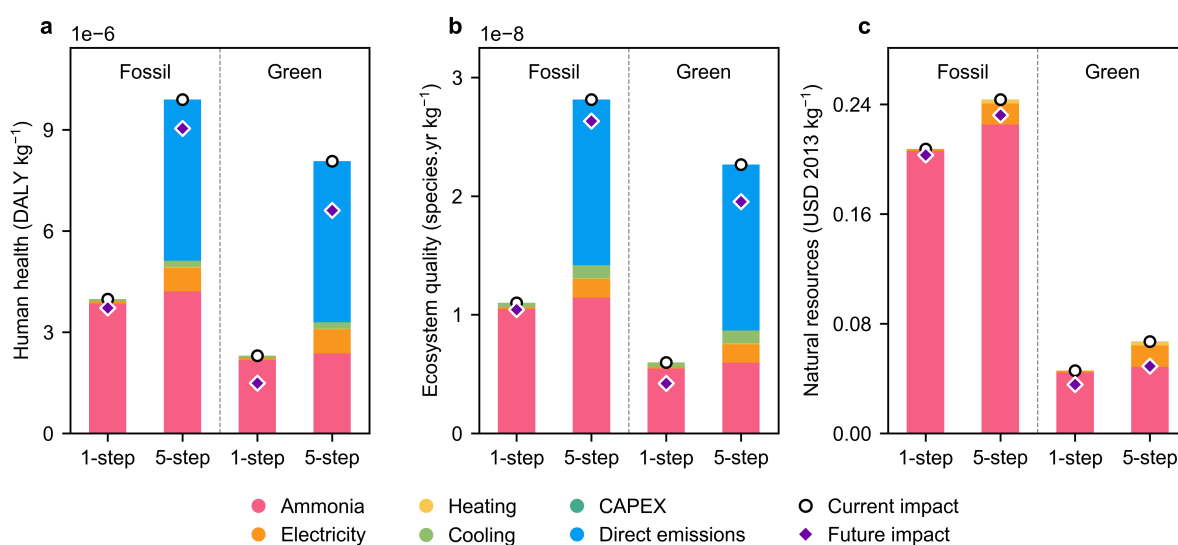 a
1e−6
Fossil
Green
Human health (DALY kg⁻¹)
9
6
3
0
1-step
5-step
1-step
5-step
b
1e−8
Fossil
Green
Ecosystem quality (species.yr kg⁻¹)
3
2
1
0
1-step
5-step
1-step
5-step
c
Fossil
Green
Natural resources (USD 2013 kg⁻¹)
0.24
0.16
0.08
0.00
1-step
5-step
1-step
5-step
Ammonia
Heating
CAPEX
Current impact
Electricity
Cooling
Direct emissions
Future impact